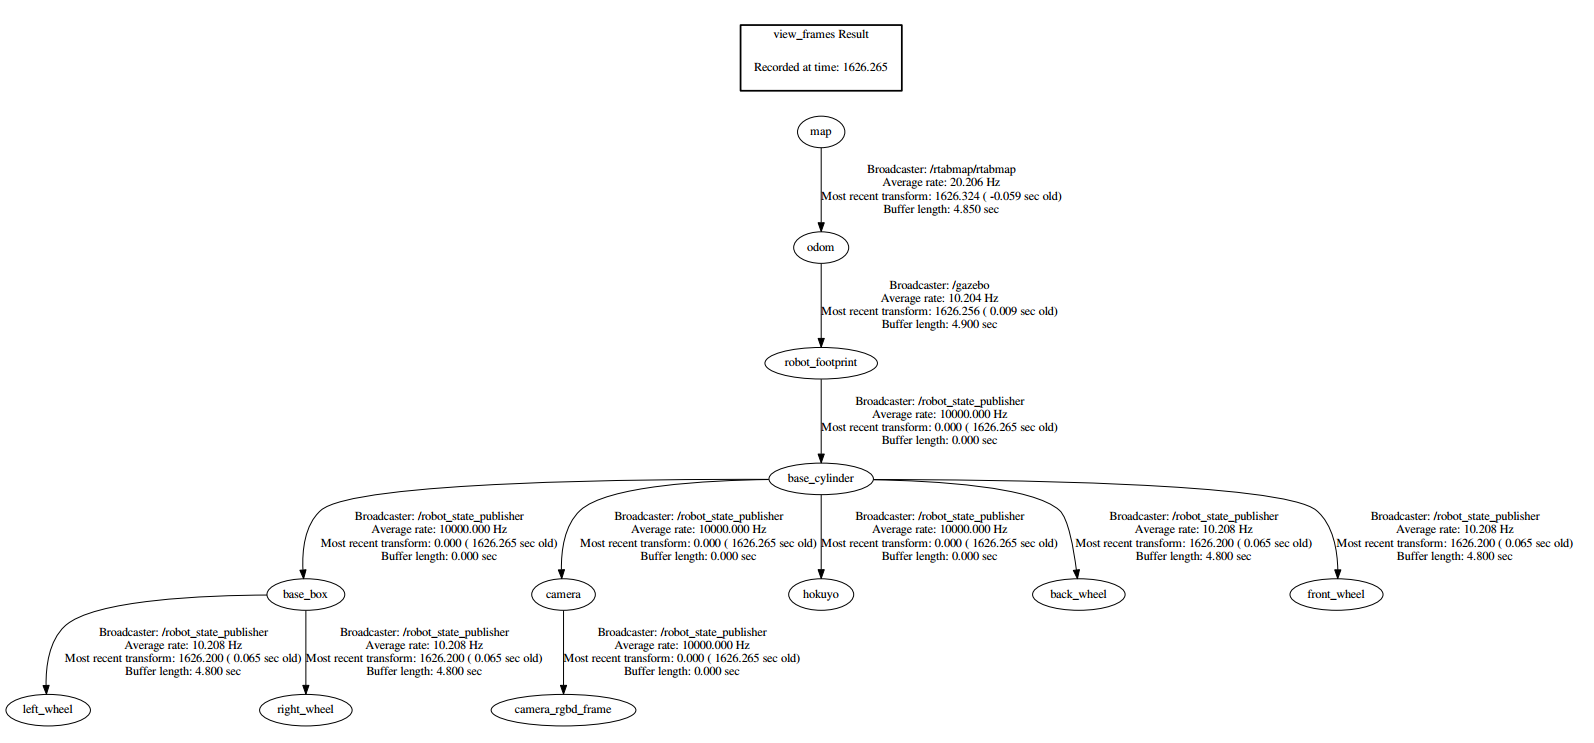 view_frames Result
Recorded at time: 1626.265
map
Broadcaster: /rtabmap/rtabmap
Average rate: 20.206 Hz
Most recent transform: 1626.324 ( -0.059 sec old)
Buffer length: 4.850 sec
odom
Broadcaster: /gazebo
Average rate: 10.204 Hz
Most recent transform: 1626.256 ( 0.009 sec old)
Buffer length: 4.900 sec
robot_footprint
Broadcaster: /robot_state_publisher
Average rate: 10000.000 Hz
Most recent transform: 0.000 ( 1626.265 sec old)
Buffer length: 0.000 sec
base_cylinder
Broadcaster: /robot_state_publisher
Average rate: 10000.000 Hz
Most recent transform: 0.000 ( 1626.265 sec old)
Buffer length: 0.000 sec
Broadcaster: /robot_state_publisher
Average rate: 10000.000 Hz
Most recent transform: 0.000 ( 1626.265 sec old)
Buffer length: 0.000 sec
Broadcaster: /robot_state_publisher
Average rate: 10000.000 Hz
Most recent transform: 0.000 ( 1626.265 sec old)
Buffer length: 0.000 sec
Broadcaster: /robot_state_publisher
Average rate: 10.208 Hz
Most recent transform: 1626.200 ( 0.065 sec old)
Buffer length: 4.800 sec
Broadcaster: /robot_state_publisher
Average rate: 10.208 Hz
Most recent transform: 1626.200 ( 0.065 sec old)
Buffer length: 4.800 sec
base_box
camera
hokuyo
back_wheel
front_wheel
Broadcaster: /robot_state_publisher
Average rate: 10.208 Hz
Most recent transform: 1626.200 ( 0.065 sec old)
Buffer length: 4.800 sec
Broadcaster: /robot_state_publisher
Average rate: 10.208 Hz
Most recent transform: 1626.200 ( 0.065 sec old)
Buffer length: 4.800 sec
Broadcaster: /robot_state_publisher
Average rate: 10000.000 Hz
Most recent transform: 0.000 ( 1626.265 sec old)
Buffer length: 0.000 sec
left_wheel
right_wheel
camera_rgbd_frame